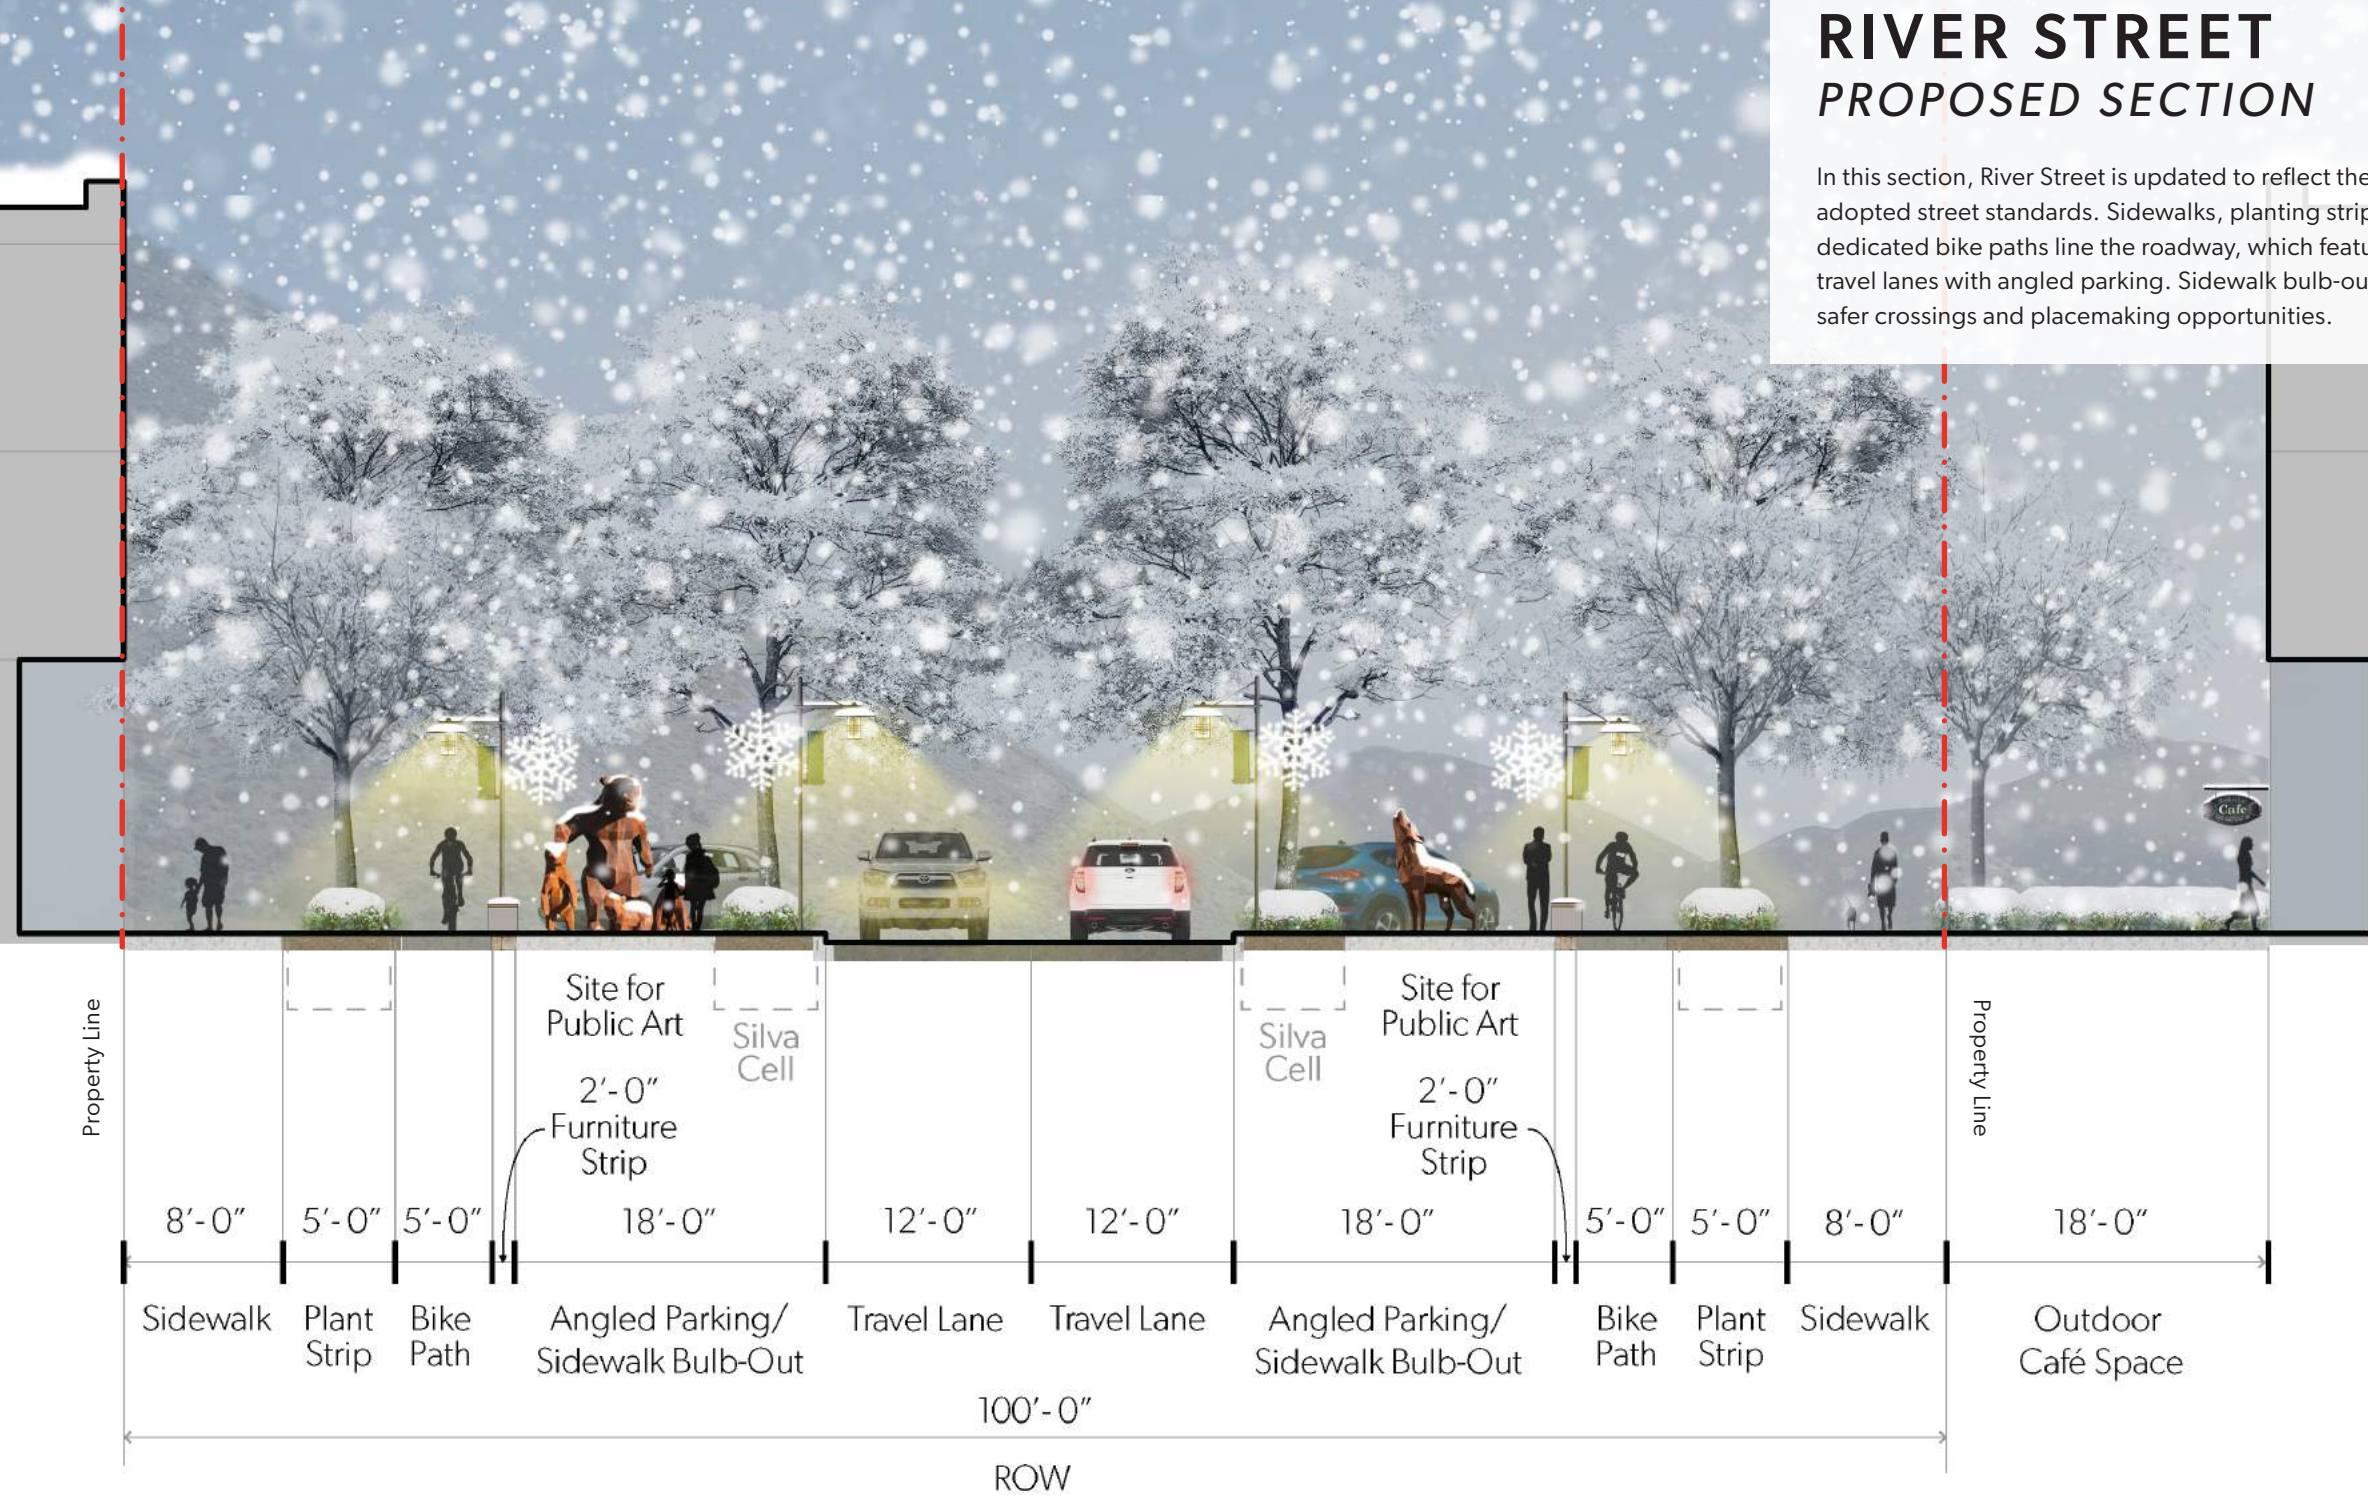 RIVER STREET
PROPOSED SECTION
In this section, River Street is updated to reflect the
adopted street standards. Sidewalks, planting
dedicated bike paths line the roadway, which
travel lanes with angled parking. Sidewalk
safer crossings and placemaking opportunities.
Cafe
Property Line
Site for
Public Art
Silva
Cell
2'-0"
Furniture
Strip
Silva
Cell
Site for
Public Art
2'-0"
Furniture
Strip
Property Line
8'-0" 5'-0" 5'-0" 18'-0" 12'-0" 12'-0" 18'-0" 5'-0" 5'-0" 8'-0" 18'-0"
Sidewalk
Plant
Strip
Bike
Path
Angled Parking/
Sidewalk Bulb-Out
Travel Lane
Travel Lane
Angled Parking/
Sidewalk Bulb-Out
Bike
Path
Plant
Strip
Sidewalk
Outdoor
Café Space
100'-0"
ROW